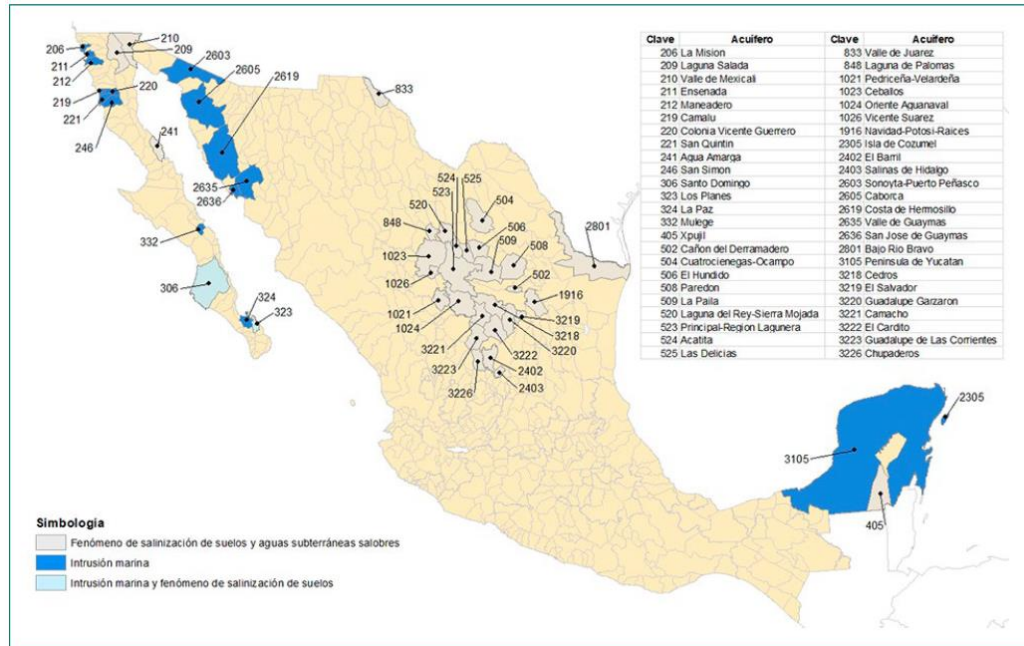 Clave Acuífero Clave Acuífero
206 La Mision 833 Valle de Juarez
209 Laguna Salada 848 Laguna de Palomas
210 Valle de Mexicali 1021 Pedriceña-Velardeña
211 Ensenada 1023 Ceballos
212 Maneadero 1024 Oriente Aguanaval
219 Camalu 1026 Vicente Suarez
220 Colonia Vicente Guerrero 1916 Navidad-Potosi-Raices
221 San Quintin 2305 Isla de Cozumel
241 Agua Amarga 2402 El Barril
246 San Simon 2403 Salinas de Hidalgo
306 Santo Domingo 2603 Sonoyta-Puerto Peñasco
323 Los Planes 2605 Caborca
324 La Paz 2619 Costa de Hermosillo
332 Mulege 2635 Valle de Guaymas
405 Xpujil 2636 San Jose de Guaymas
502 Cañon del Derramadero 2801 Bajo Rio Bravo
504 Cuatrocienegas-Ocampo 3105 Peninsula de Yucatan
506 El Hundido 3218 Cedros
508 Paredon 3219 El Salvador
509 La Paila 3220 Guadalupe Garzaron
520 Laguna del Rey-Sierra Mojada 3221 Camacho
523 Principal-Region Lagunera 3222 El Cardito
524 Acatita 3223 Guadalupe de Las Corrientes
525 Las Delicias 3226 Chupaderos
210
206
209
2603
211
2605
2619
212
833
219
220
221
241
246
524
525
2635
523
504
2636
520
2801
848
506
332
509
508
1023
502
306
1026
1916
324
323
1021
3219
1024
3218
3221
3220
3222
3223
2402
3226
2403
2305
3105
405
Simbología
Fenómeno de salinización de suelos y aguas subterráneas salobres
Intrusión marina
Intrusión marina y fenómeno de salinización de suelos